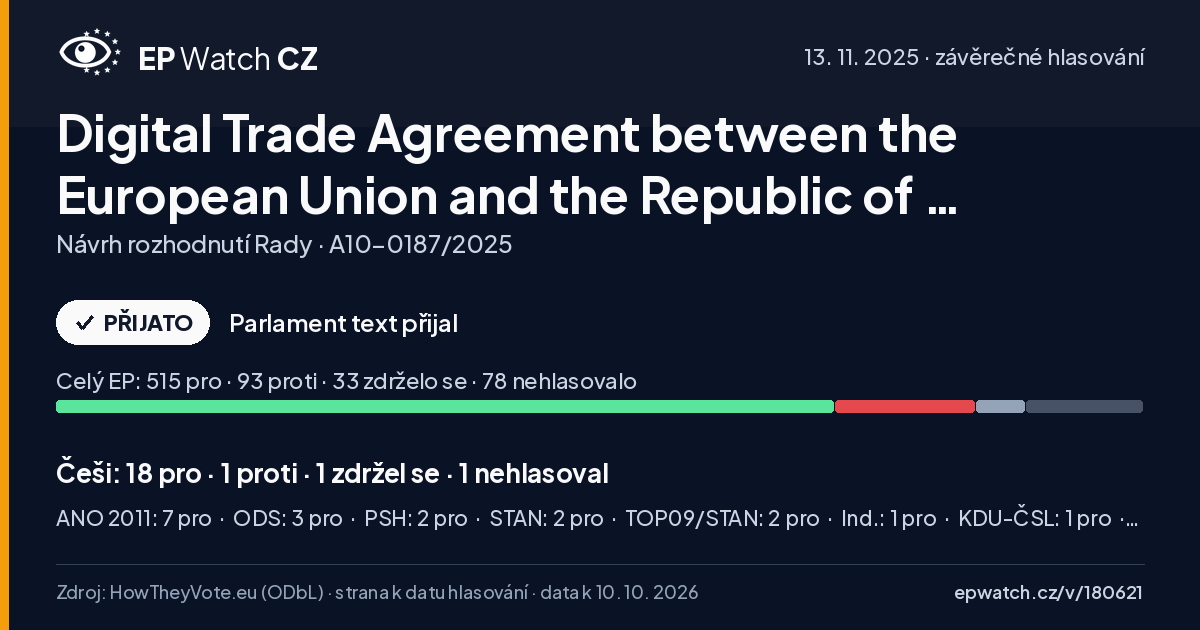 EP Watch CZ
13. 11. 2025 · závěrečné hlasování
Digital Trade Agreement between the
European Union and the Republic of ...
Návrh rozhodnutí Rady · A10–0187/2025
✓ PŘIJATO
Parlament text přijal
Celý EP: 515 pro · 93 proti · 33 zdrželo se · 78 nehlasovalo
Češi: 18 pro · 1 proti · 1 zdržel se · 1 nehlasoval
ANO 2011: 7 pro · ODS: 3 pro · PSH: 2 pro · STAN: 2 pro · TOP09/STAN: 2 pro · Ind.: 1 pro · KDU-ČSL: 1 pro ·...
Zdroj: HowTheyVote.eu (ODbL) · strana k datu hlasování · data k 10. 10. 2026
epwatch.cz/v/180621